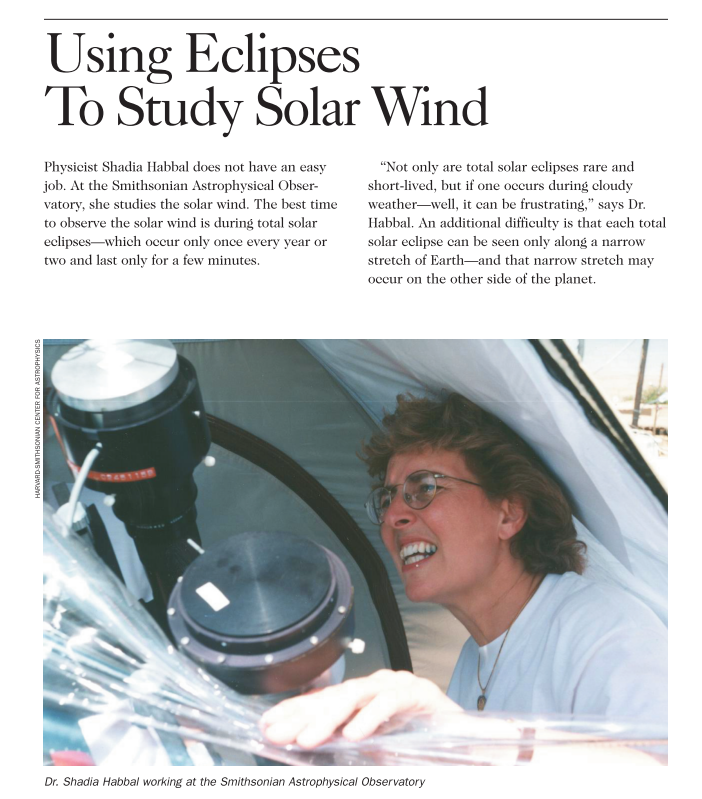 Using Eclipses
To Study Solar Wind
Physicist Shadia Habbal does not have an easy
job. At the Smithsonian Astrophysical Obser-
vatory, she studies the solar wind. The best time
to observe the solar wind is during total solar
eclipses—which occur only once every year or
two and last only for a few minutes.
“Not only are total solar eclipses rare and
short-lived, but if one occurs during cloudy
weather—well, it can be frustrating,” says Dr.
Habbal. An additional difficulty is that each total
solar eclipse can be seen only along a narrow
stretch of Earth—and that narrow stretch may
occur on the other side of the planet.
HARVARD-SMITHSONIAN CENTER FOR ASTROPHYSICS
Dr. Shadia Habbal working at the Smithsonian Astrophysical Observatory